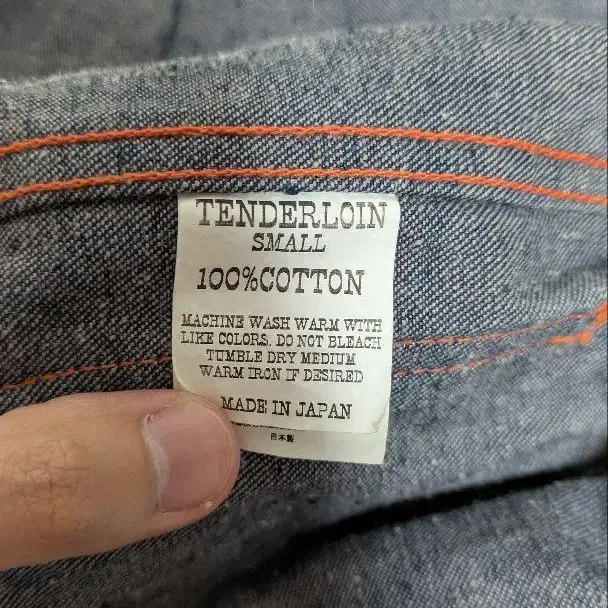 TENDERLOIN
SMALL
100%COTTON
MACHINE WASH WARM WITH
LIKE COLORS. DO NOT BLEACH
TUMBLE DRY MEDIUM
WARM IRON IF DESIRED
MADE IN JAPAN
日本製